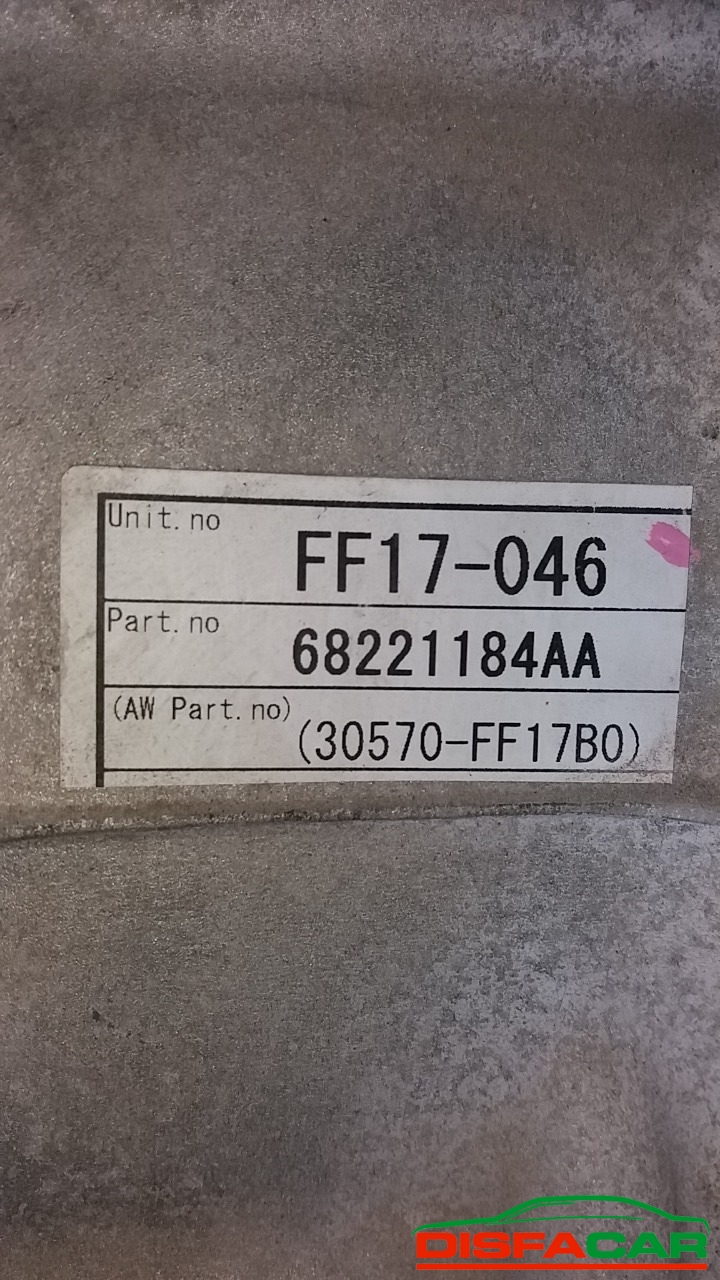 Unit.no
FF17-046
Part.no
68221184AA
(AW Part.no)
(30570-FF17B0)
DISFACAR